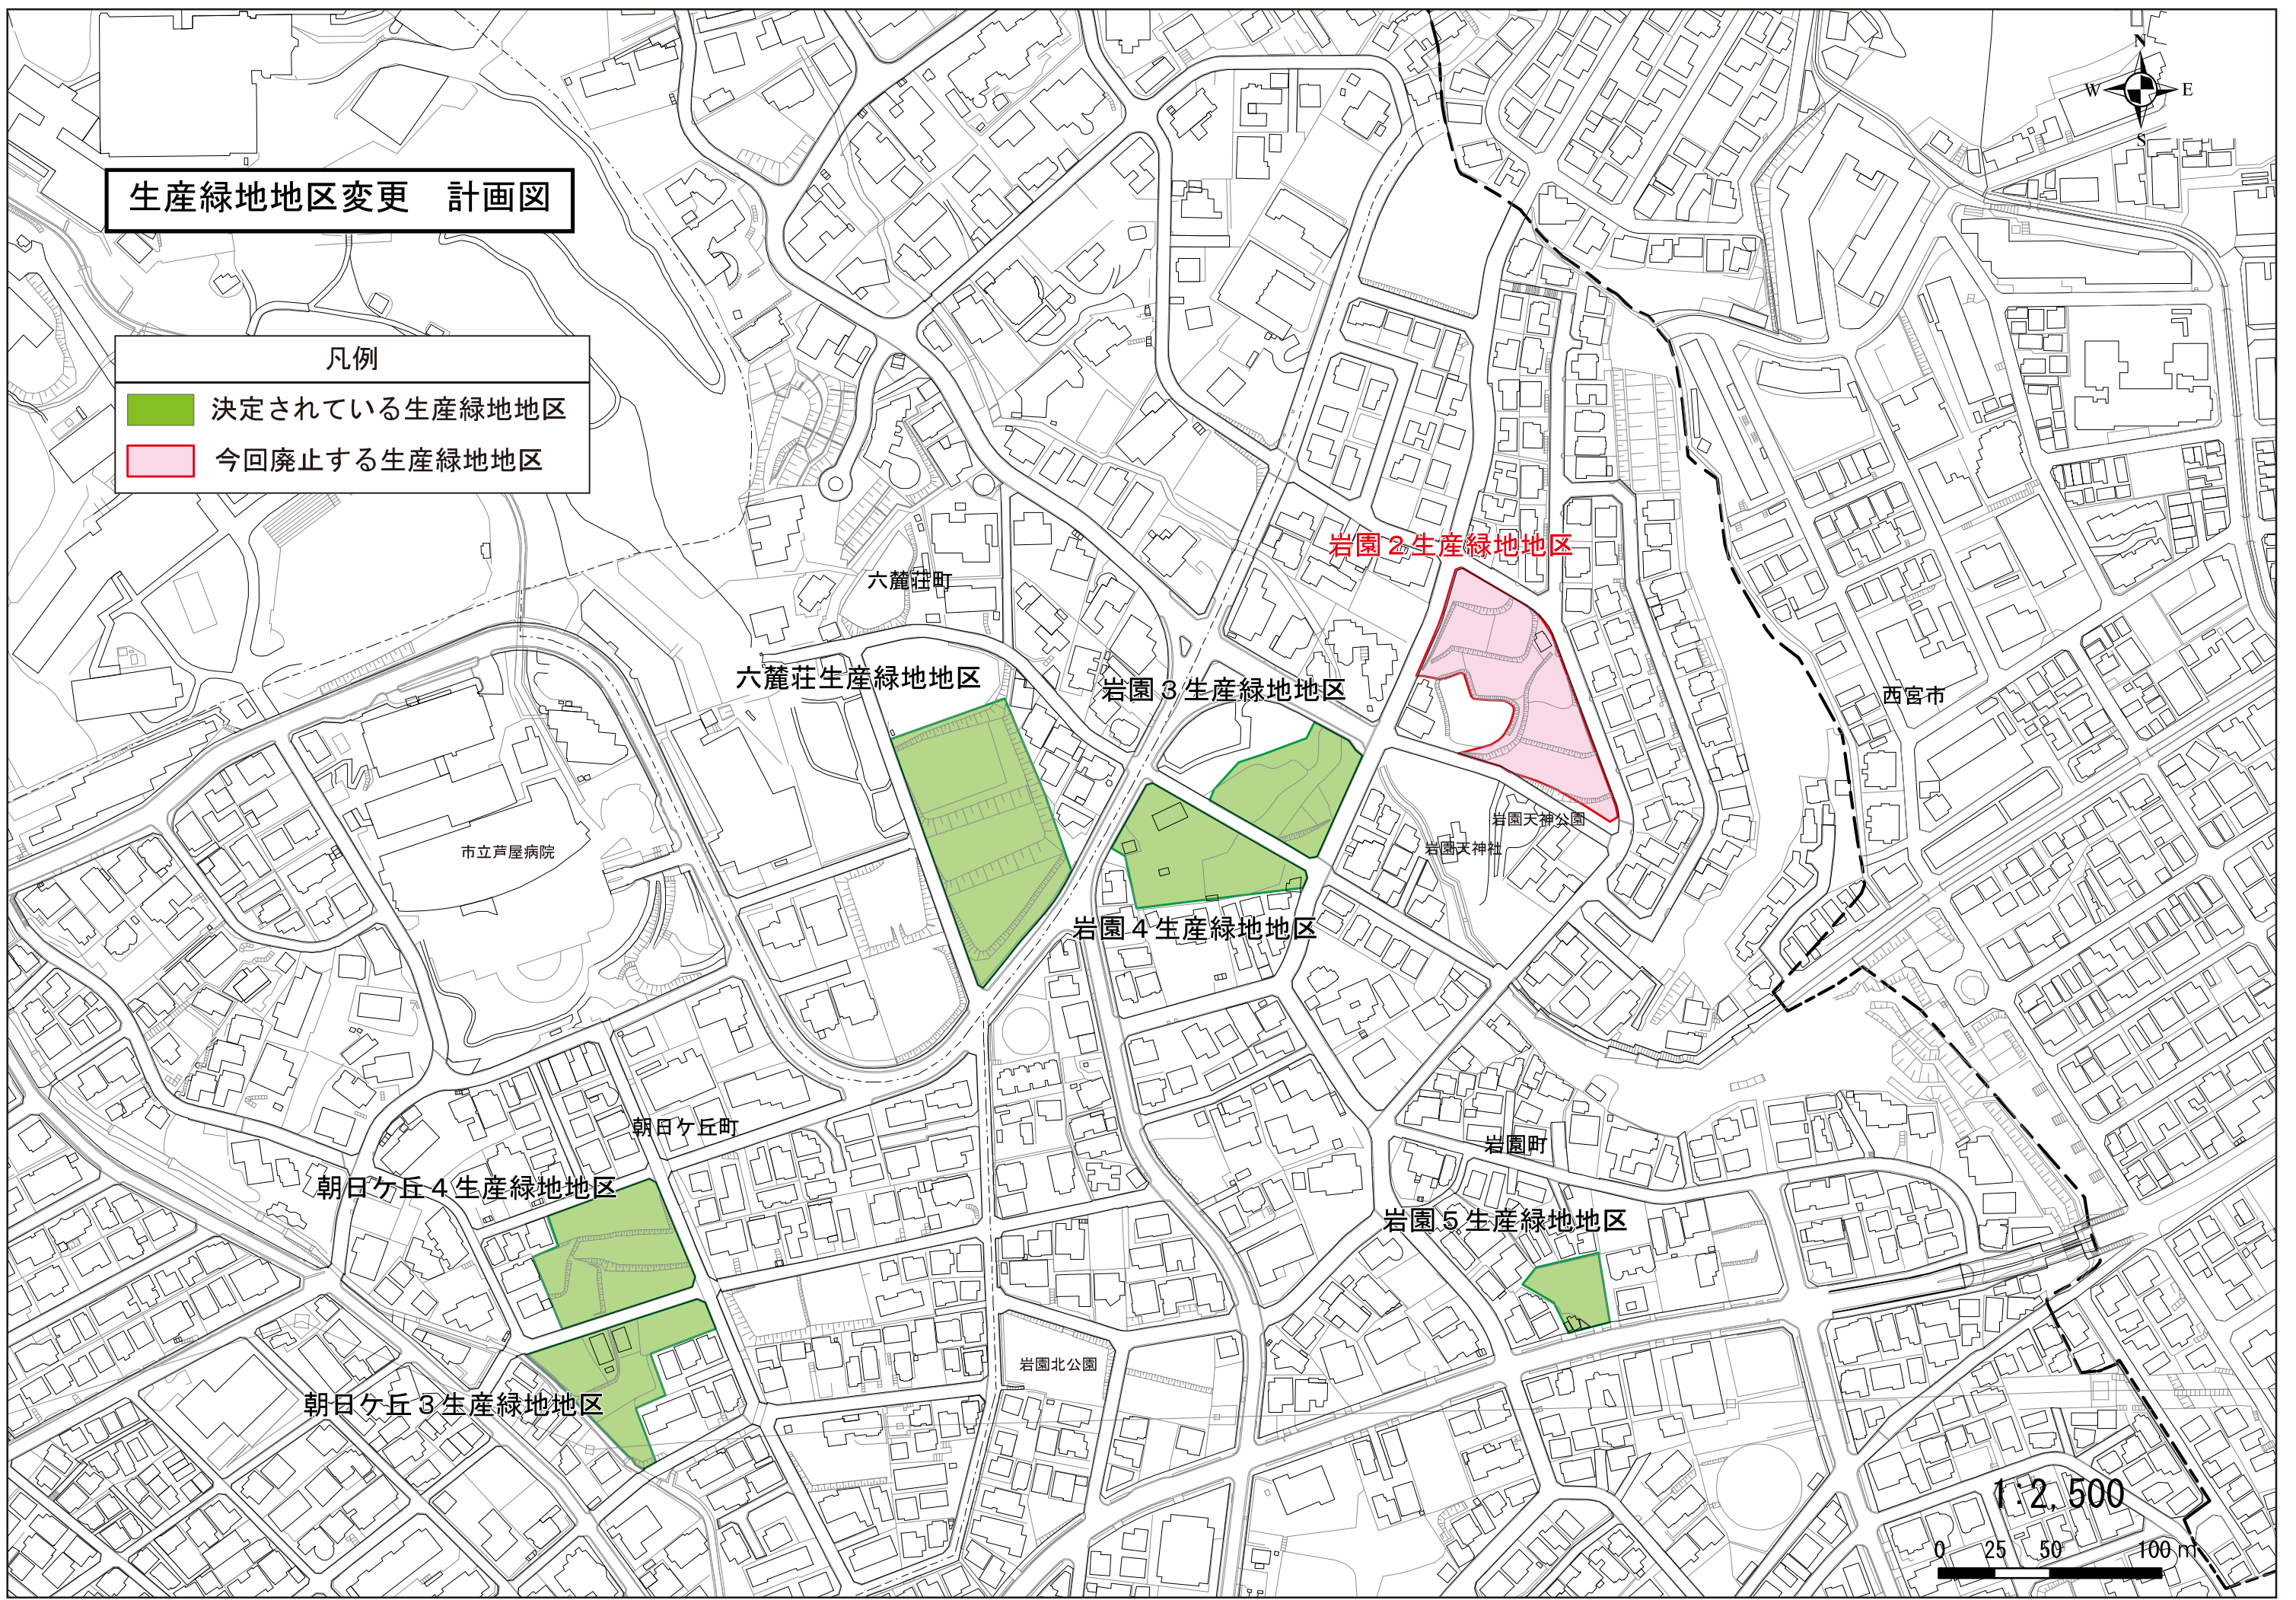 N
W E
S
生産緑地地区変更　計画図
凡例
決定されている生産緑地地区
今回廃止する生産緑地地区
岩園２生産緑地地区
六麓荘町
六麓荘生産緑地地区
岩園３生産緑地地区
西宮市
岩園天神公園
岩園天神社
市立芦屋病院
岩園４生産緑地地区
朝日ケ丘町
岩園町
朝日ケ丘４生産緑地地区
岩園５生産緑地地区
岩園北公園
朝日ケ丘３生産緑地地区
1:2,500
0 25 50 100 m